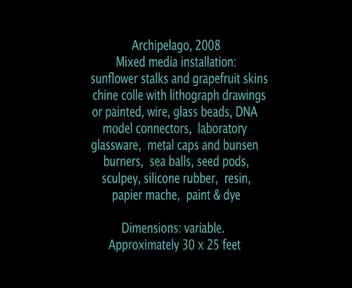 Archipelago, 2008
Mixed media installation:
sunflower stalks and grapefruit skins
chine colle with lithograph drawings
or painted, wire, glass beads, DNA
model connectors, laboratory
glassware, metal caps and bunsen
burners, sea balls, seed pods,
sculpey, silicone rubber, resin,
papier mache, paint & dye
Dimensions: variable.
Approximately 30 x 25 feet